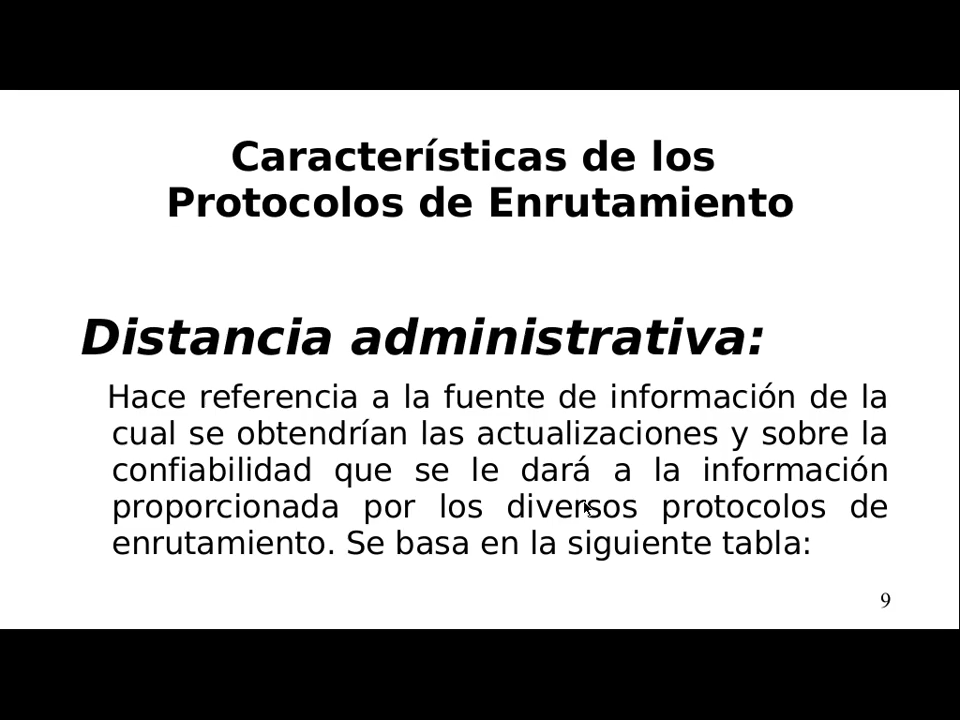 Características de los
Protocolos de Enrutamiento
Distancia administrativa:
Hace referencia a la fuente de información de la
cual se obtendrían las actualizaciones y sobre la
confiabilidad que se le dará a la información
proporcionada por los diversos protocolos de
enrutamiento. Se basa en la siguiente tabla:
9